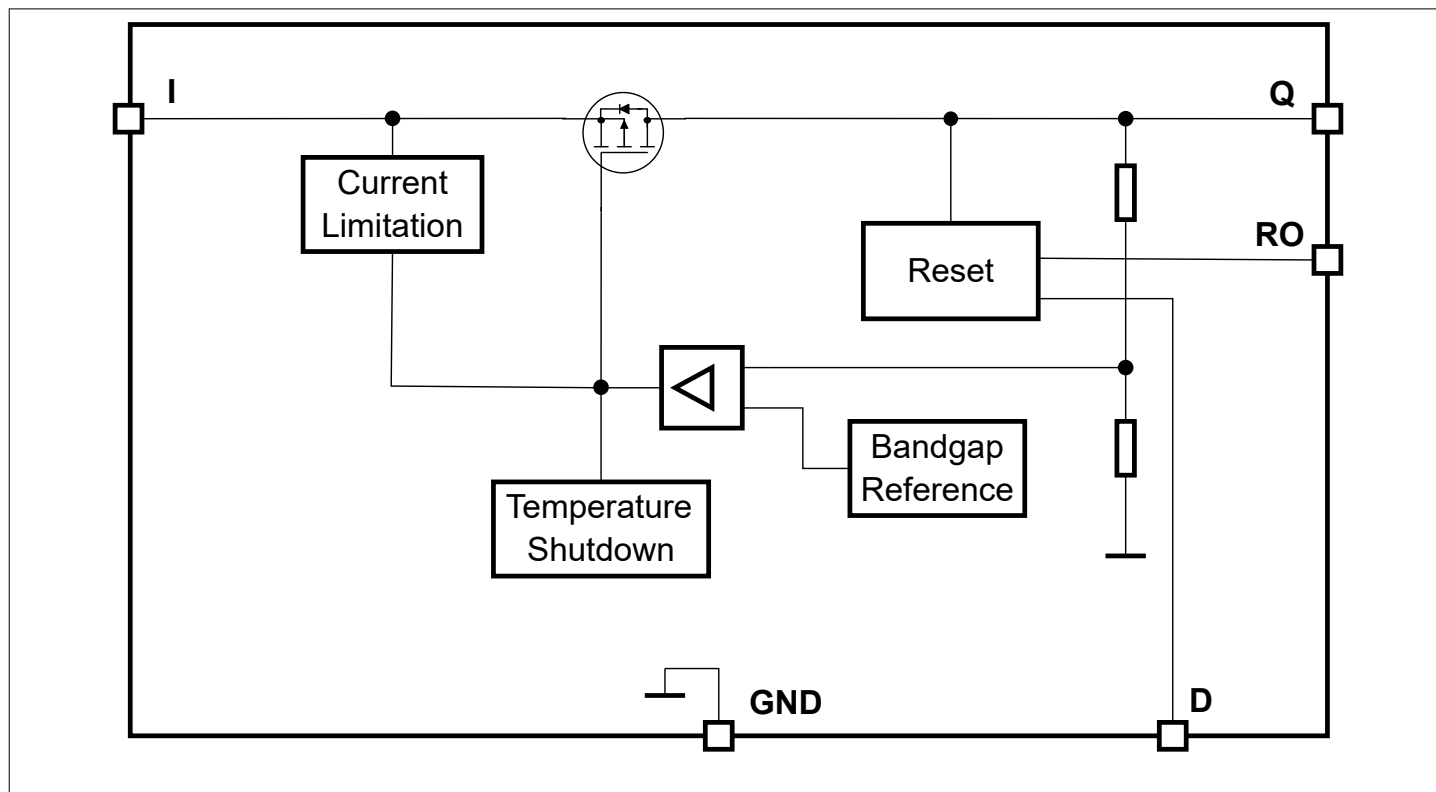 I
Q
Current
Limitation
RO
Reset
Bandgap
Reference
Temperature
Shutdown
GND
D